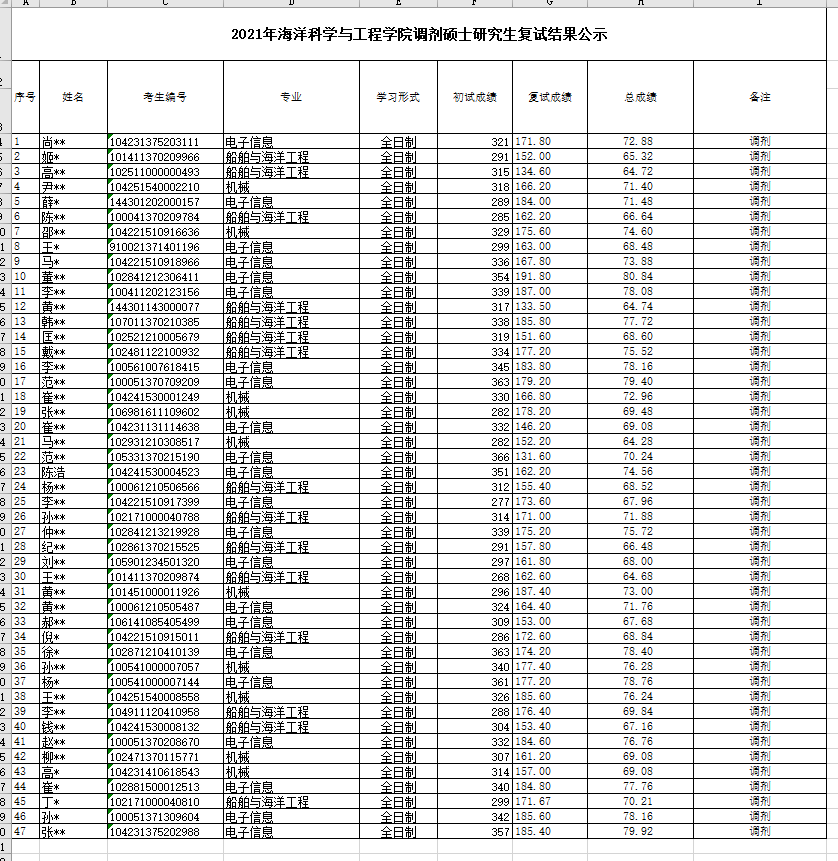 A B C D E F G H I
2021年海洋科学与工程学院调剂硕士研究生复试结果公示
序号 姓名 考生编号 专业 学习形式 初试成绩 复试成绩 总成绩 备注
1 尚** 104231375203111 电子信息 全日制 321 171.80 72.88 调剂
2 姬* 101411370209966 船舶与海洋工程 全日制 291 152.00 65.32 调剂
3 高** 102511000000493 船舶与海洋工程 全日制 315 134.60 64.72 调剂
4 尹** 104251540002210 机械 全日制 318 166.20 71.40 调剂
5 薛* 144301202000157 电子信息 全日制 289 184.00 71.48 调剂
6 陈** 100041370209784 船舶与海洋工程 全日制 285 162.20 66.64 调剂
7 邵** 104221510916636 机械 全日制 329 175.60 74.60 调剂
8 王* 910021371401196 电子信息 全日制 299 163.00 68.48 调剂
9 马* 104221510918966 电子信息 全日制 336 167.80 73.88 调剂
10 董** 102841212306411 电子信息 全日制 354 191.80 80.84 调剂
11 李** 100411202123156 电子信息 全日制 339 187.00 78.08 调剂
12 黄** 144301143000077 船舶与海洋工程 全日制 317 133.50 64.74 调剂
13 韩** 107011370210385 船舶与海洋工程 全日制 338 185.80 77.72 调剂
14 匡** 102521210005679 船舶与海洋工程 全日制 319 151.60 68.60 调剂
15 戴** 102481122100932 船舶与海洋工程 全日制 334 177.20 75.52 调剂
16 李** 100561007618415 电子信息 全日制 345 183.80 78.16 调剂
17 范** 100051370709209 电子信息 全日制 363 179.20 79.40 调剂
18 崔** 104241530001249 机械 全日制 330 166.80 72.96 调剂
19 张** 106981611109602 机械 全日制 282 178.20 69.48 调剂
20 崔** 104231131114638 电子信息 全日制 332 146.20 69.08 调剂
21 马** 102931210308517 机械 全日制 282 152.20 64.28 调剂
22 范** 105331370215190 电子信息 全日制 366 131.60 70.24 调剂
23 陈洁 104241530004523 电子信息 全日制 351 162.20 74.56 调剂
24 杨** 100061210506566 船舶与海洋工程 全日制 312 155.40 68.52 调剂
25 李** 104221510917399 电子信息 全日制 277 173.60 67.96 调剂
26 孙** 102171000040788 船舶与海洋工程 全日制 314 171.00 71.88 调剂
27 仲** 102841213219928 电子信息 全日制 339 175.20 75.72 调剂
28 纪** 102861370215525 船舶与海洋工程 全日制 291 157.80 66.48 调剂
29 刘** 105901234501320 电子信息 全日制 297 161.80 68.00 调剂
30 王** 101411370209874 船舶与海洋工程 全日制 268 162.60 64.68 调剂
31 黄** 101451000011926 机械 全日制 296 187.40 73.00 调剂
32 黄** 100061210505487 电子信息 全日制 324 164.40 71.76 调剂
33 郝** 106141085405499 电子信息 全日制 309 153.00 67.68 调剂
34 倪* 104221510915011 船舶与海洋工程 全日制 286 172.60 68.84 调剂
35 徐* 102871210410139 电子信息 全日制 363 174.20 78.40 调剂
36 孙** 100541000007057 机械 全日制 340 177.40 76.28 调剂
37 杨* 100541000007144 电子信息 全日制 361 177.20 78.76 调剂
38 王** 104251540008558 机械 全日制 326 185.60 76.24 调剂
39 李** 104911120410958 船舶与海洋工程 全日制 288 176.40 69.84 调剂
40 钱** 104241530008132 船舶与海洋工程 全日制 304 153.40 67.16 调剂
41 赵** 100051370208670 电子信息 全日制 332 184.60 76.76 调剂
42 柳** 102471370115771 机械 全日制 307 161.20 69.08 调剂
43 高* 104231410618543 机械 全日制 314 157.00 69.08 调剂
44 崔* 102881500012513 电子信息 全日制 340 184.80 77.76 调剂
45 丁* 102171000040810 船舶与海洋工程 全日制 299 171.67 70.21 调剂
46 孙* 100051371309604 电子信息 全日制 342 185.60 78.16 调剂
47 张** 104231375202988 电子信息 全日制 357 185.40 79.92 调剂